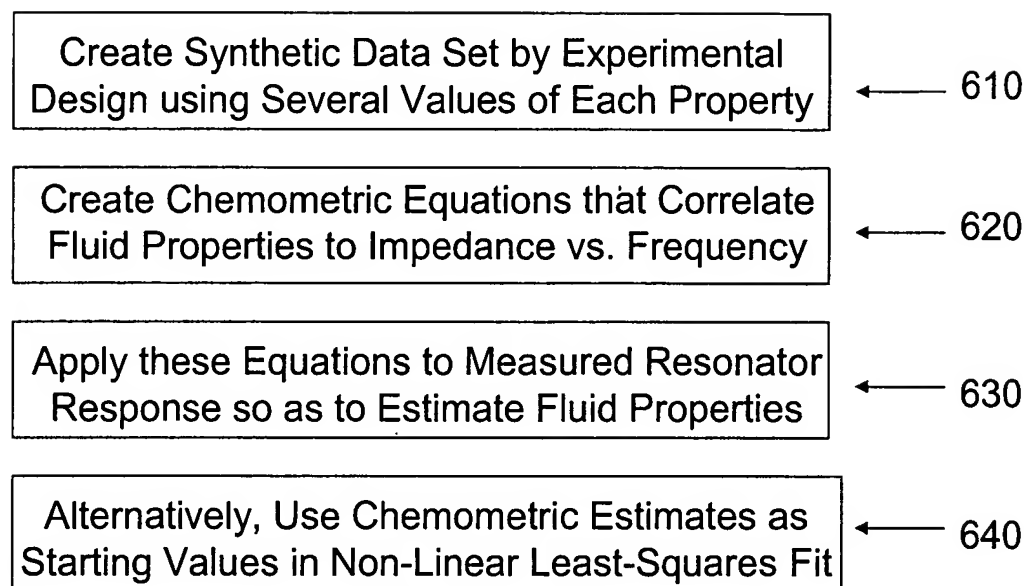 Create Synthetic Data Set by Experimental
Design using Several Values of Each Property
610
Create Chemometric Equations that Correlate
Fluid Properties to Impedance vs. Frequency
620
Apply these Equations to Measured Resonator
Response so as to Estimate Fluid Properties
630
Alternatively, Use Chemometric Estimates as
Starting Values in Non-Linear Least-Squares Fit
640